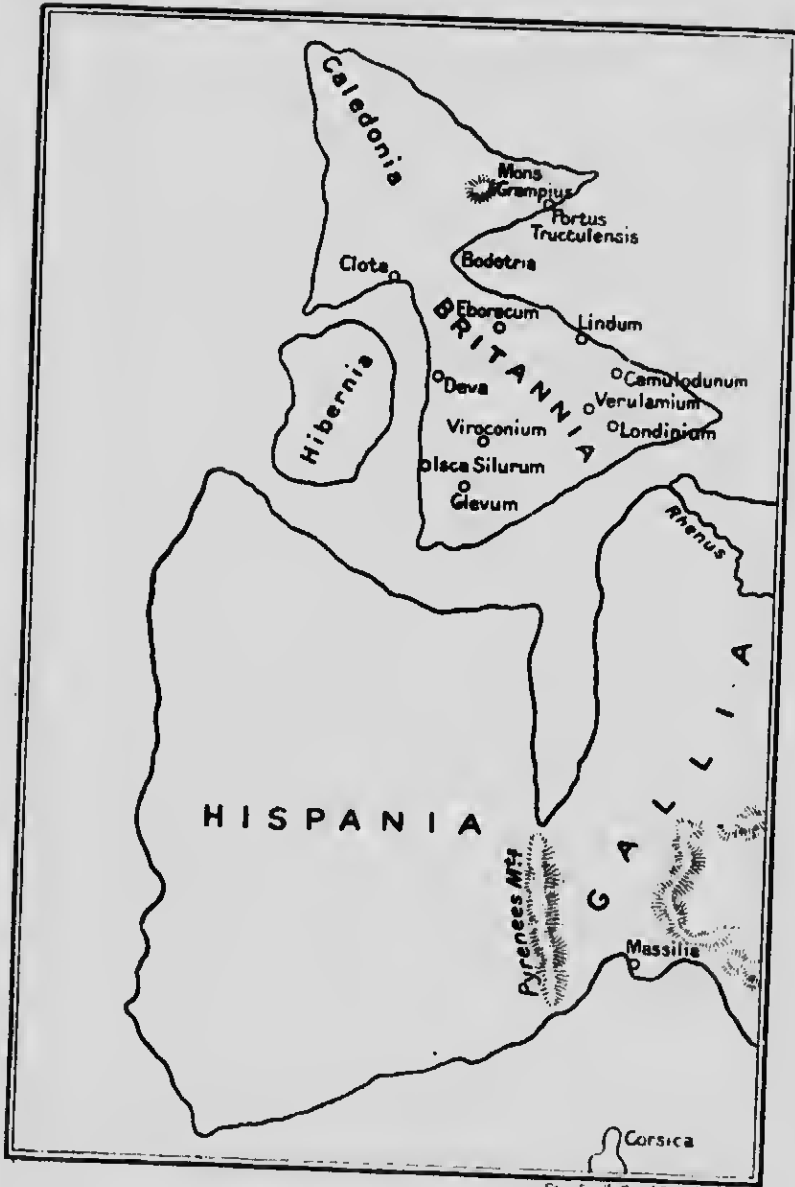 Caledonia
Mons
Grampius
Portus
Trucculensis
Clota
Bodotria
Eboracum
Lindum
BRITANNIA
Hibernia
Deva
Camulodunum
Verulamium
Viroconium
Londinium
Isca Silurum
Glevum
Rhenus
GALLIA
HISPANIA
Pyrenees Mts
Massilia
Corsica